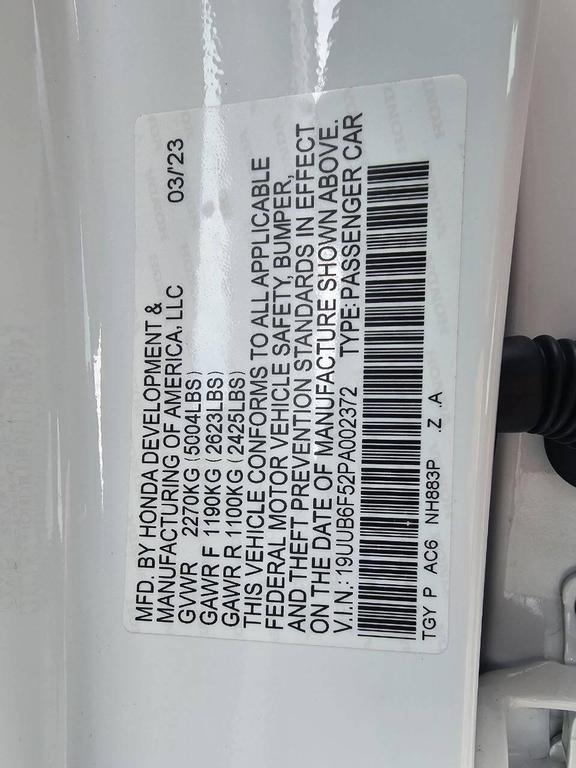 MFD. BY HONDA DEVELOPMENT &
MANUFACTURING OF AMERICA, LLC 03/'23
GVWR 2270KG (5004LBS)
GAWR F 1190KG (2623LBS)
GAWR R 1100KG (2425LBS)
THIS VEHICLE CONFORMS TO ALL APPLICABLE
FEDERAL MOTOR VEHICLE SAFETY, BUMPER,
AND THEFT PREVENTION STANDARDS IN EFFECT
ON THE DATE OF MANUFACTURE SHOWN ABOVE.
V.I.N.:19UUB6F52PA002372 TYPE:PASSENGER CAR
TGY P AC6 NH883P .Z .A